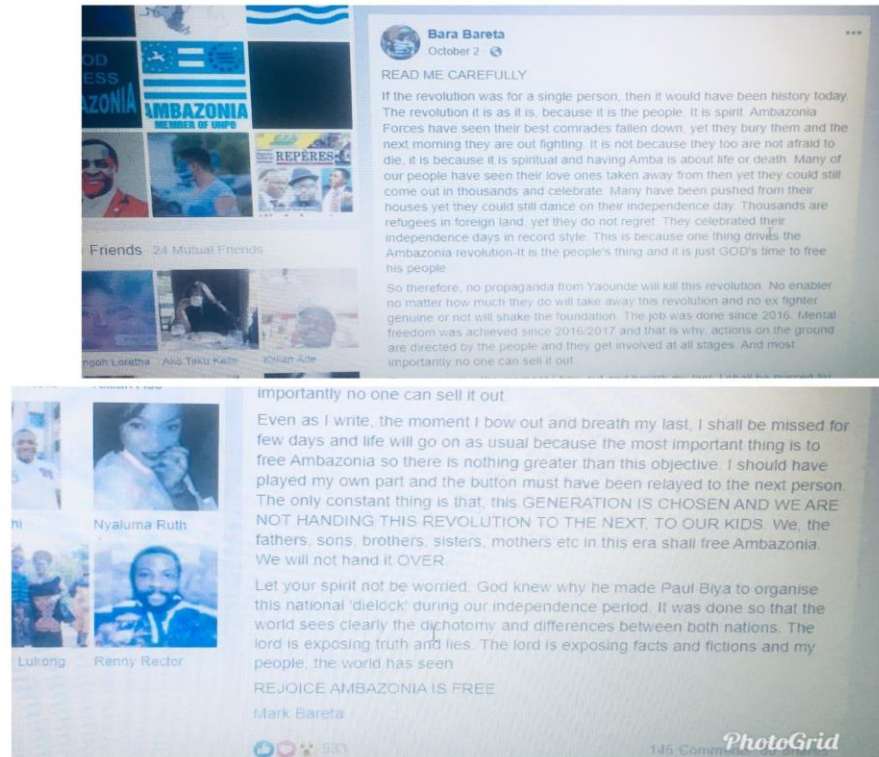 OD
ESS
AZONIA
AMBAZONIA
MEMBER OF UNPO
REPÈRES
Friends 24 Mutual Friends
ngoh Loretha
Ako Teku Kate
Killian Ade
Bara Bareta
October 2
READ ME CAREFULLY
If the revolution was for a single person, then it would have been history today.
The revolution it is as it is, because it is the people. It is spirit. Ambazonia
Forces have seen their best comrades fallen down, yet they bury them and the
next morning they are out fighting. It is not because they too are not afraid to
die, it is because it is spiritual and having Amba is about life or death. Many of
our people have seen their love ones taken away from then yet they could still
come out in thousands and celebrate. Many have been pushed from their
houses yet they could still dance on their independence day. Thousands are
refugees in foreign land, yet they do not regret. They celebrated their
independence days in record style. This is because one thing drivels the
Ambazonia revolution-It is the people's thing and it is just GOD's time to free
his people
So therefore, no propaganda from Yaounde will kill this revolution. No enabler
no matter how much they do will take away this revolution and no ex fighter,
genuine or not will shake the foundation. The job was done since 2016. Mental
freedom was achieved since 2016/2017 and that is why, actions on the ground
are directed by the people and they get involved at all stages. And most
importantly no one can sell it out.
hi
Nyaluma Ruth
Lukong
Renny Rector
importantly no one can sell it out.
Even as I write, the moment I bow out and breath my last, I shall be missed for
few days and life will go on as usual because the most important thing is to
free Ambazonia so there is nothing greater than this objective. I should have
played my own part and the button must have been relayed to the next person.
The only constant thing is that, this GENERATION IS CHOSEN AND WE ARE
NOT HANDING THIS REVOLUTION TO THE NEXT, TO OUR KIDS. We, the
fathers, sons, brothers, sisters, mothers etc in this era shall free Ambazonia.
We will not hand it OVER.
Let your spirit not be worried, God knew why he made Paul Biya to organise
this national 'dielock' during our independence period. It was done so that the
world sees clearly the dichotomy and differences between both nations. The
lord is exposing truth and lies. The lord is exposing facts and fictions and my
people, the world has seen
REJOICE AMBAZONIA IS FREE
Mark Bareta
533
PhotoGrid